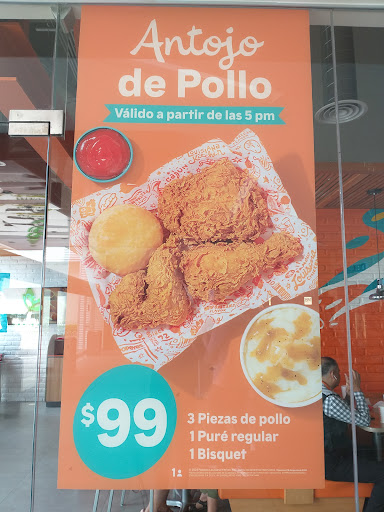 Antojo
de Pollo
Válido a partir de las 5 pm
$99
3 Piezas de pollo
1 Puré regular
1 Bisquet
1